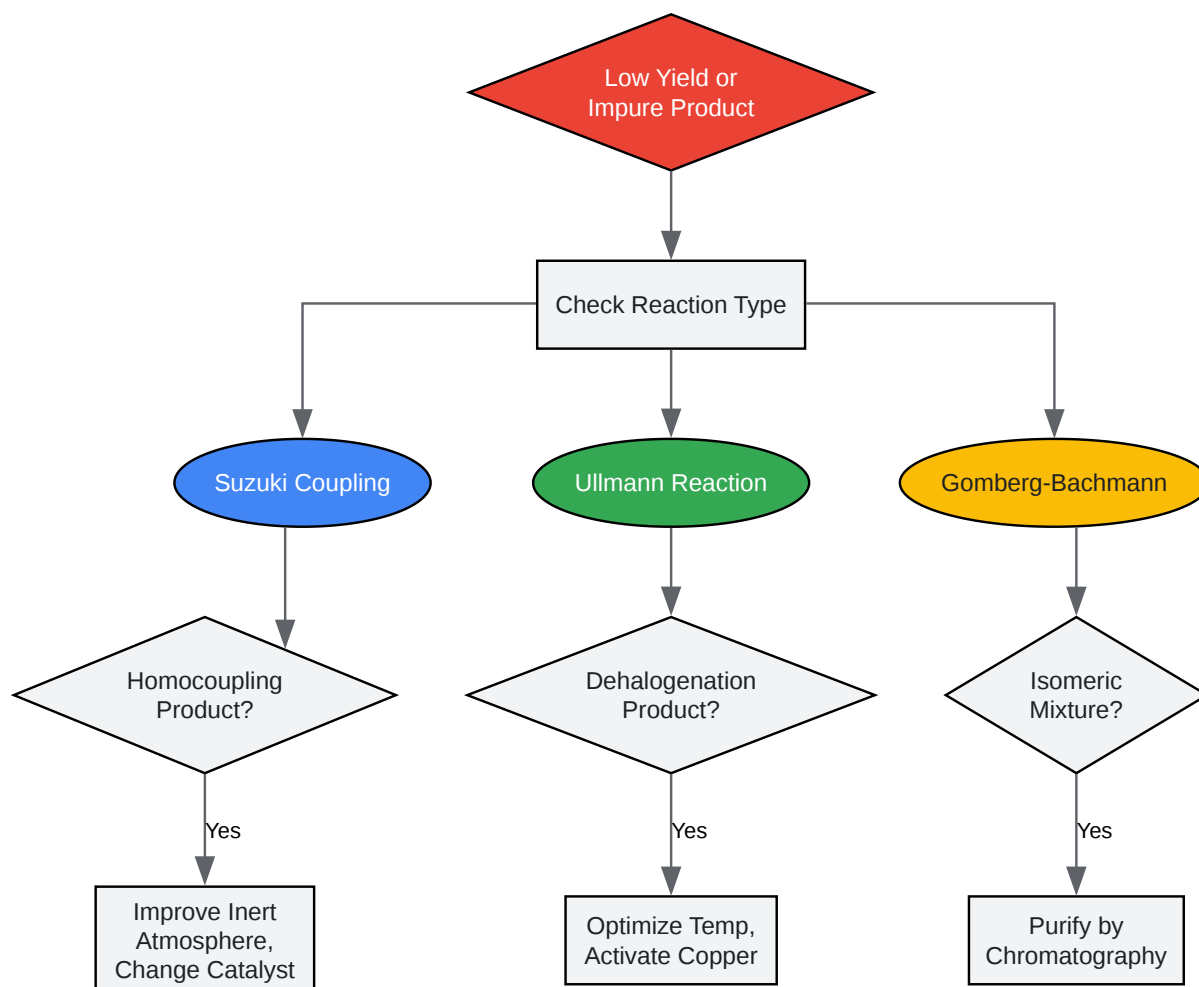 Low Yield or
Impure Product
Check Reaction Type
Suzuki Coupling
Ullmann Reaction
Gomberg-Bachmann
Homocoupling
Product?
Dehalogenation
Product?
Isomeric
Mixture?
Yes
Yes
Yes
Improve Inert
Atmosphere,
Change Catalyst
Optimize Temp,
Activate Copper
Purify by
Chromatography